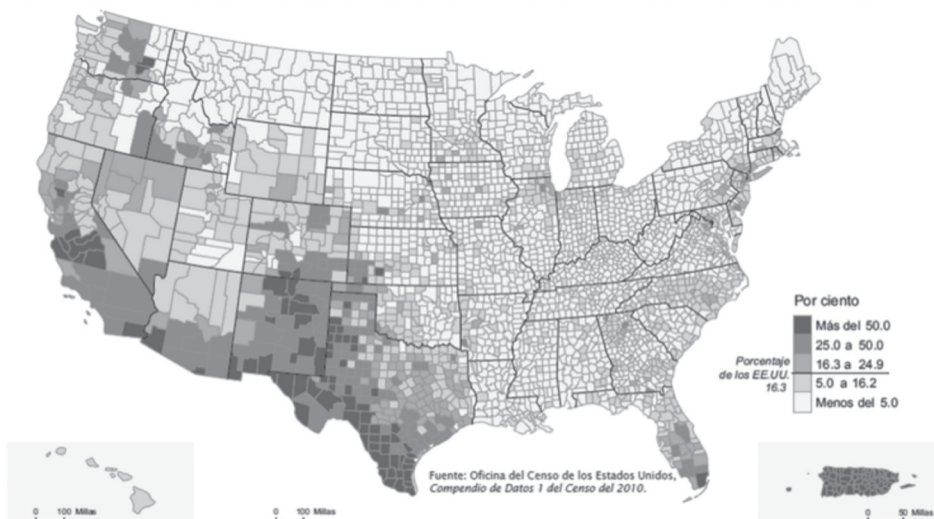 Por ciento
Más del 50.0
25.0 a 50.0
16.3 a 24.9
5.0 a 16.2
Menos del 5.0
Porcentaje
de los EE.UU.
16.3
Fuente: Oficina del Censo de los Estados Unidos,
Compendio de Datos 1 del Censo del 2010.
0 100 Millas
0 100 Millas
0 50 Millas